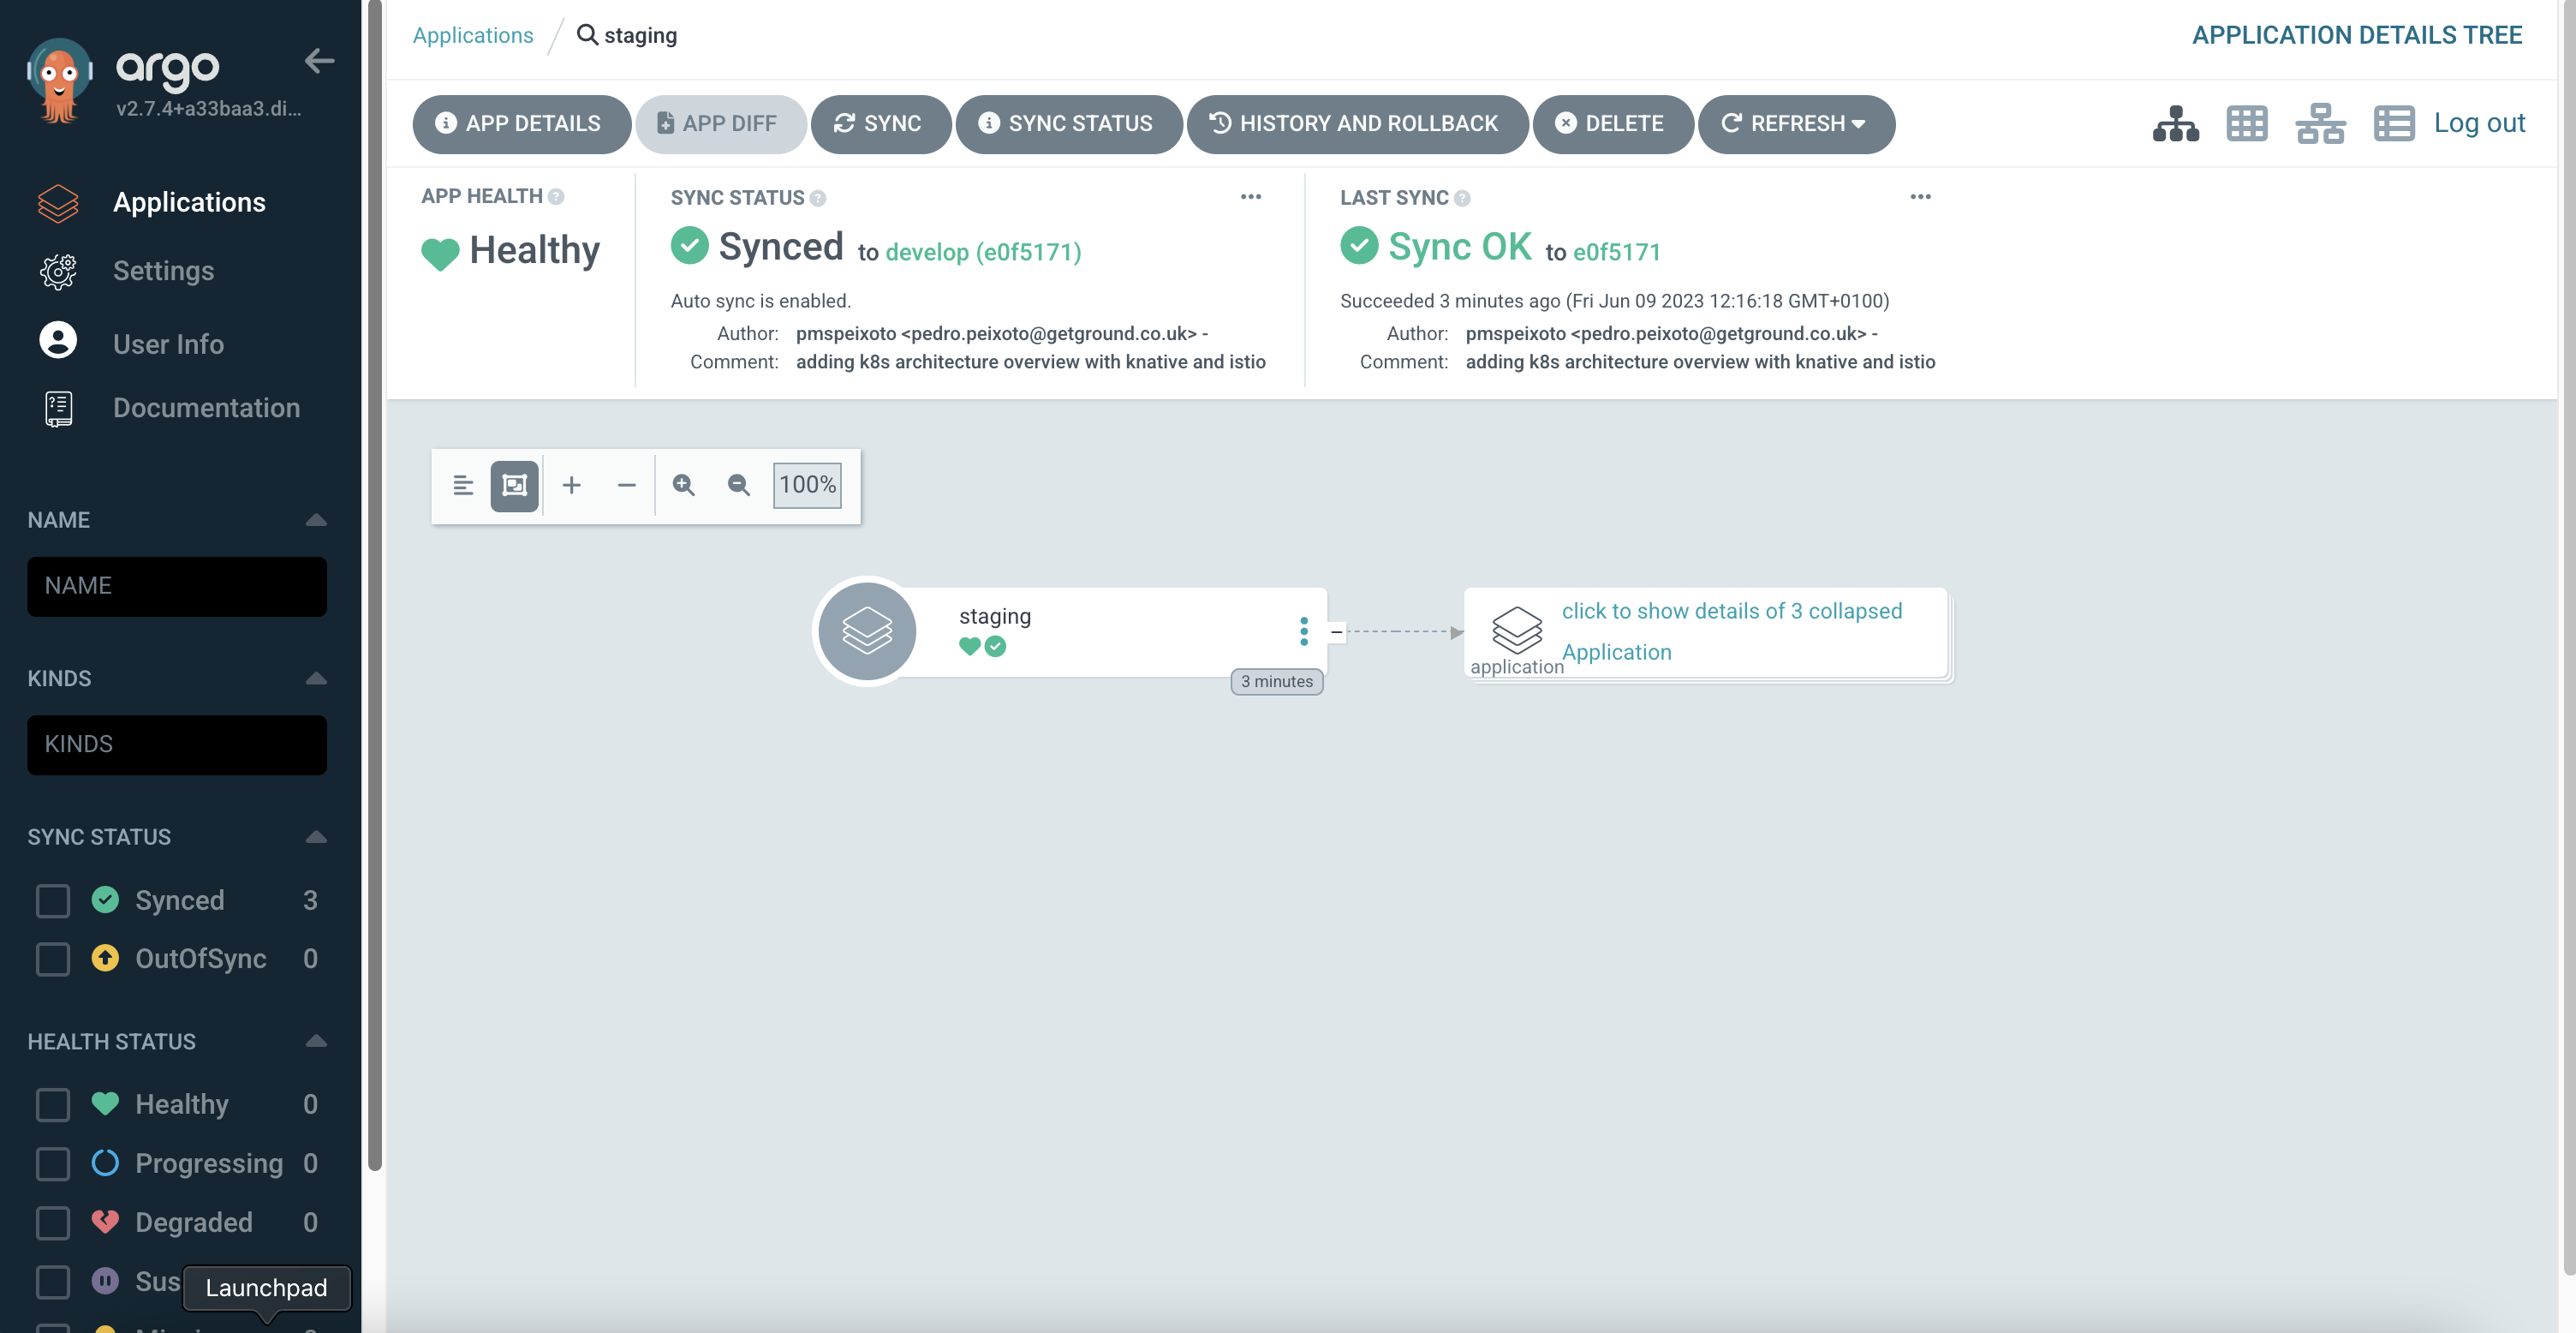 argo
v2.7.4+a33baa3.di...
Applications
Settings
User Info
Documentation
NAME
NAME
KINDS
KINDS
SYNC STATUS
Synced 3
OutOfSync 0
HEALTH STATUS
Healthy 0
Progressing 0
Degraded 0
Sus
Launchpad
Applications / staging
APPLICATION DETAILS TREE
APP DETAILS
APP DIFF
SYNC
SYNC STATUS
HISTORY AND ROLLBACK
DELETE
REFRESH
Log out
APP HEALTH
Healthy
SYNC STATUS
Synced to develop (e0f5171)
Auto sync is enabled.
Author: pmspeixoto <pedro.peixoto@getground.co.uk> -
Comment: adding k8s architecture overview with knative and istio
LAST SYNC
Sync OK to e0f5171
Succeeded 3 minutes ago (Fri Jun 09 2023 12:16:18 GMT+0100)
Author: pmspeixoto <pedro.peixoto@getground.co.uk> -
Comment: adding k8s architecture overview with knative and istio
100%
staging
3 minutes
application
click to show details of 3 collapsed
Application